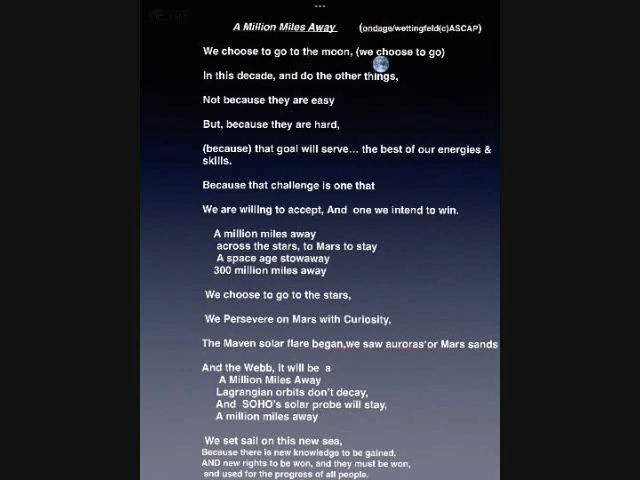 A Million Miles Away (ondage/wettingfeld(c)ASCAP)
We choose to go to the moon, (we choose to go)
In this decade, and do the other things,
Not because they are easy
But, because they are hard,
(because) that goal will serve... the best of our energies &
skills.
Because that challenge is one that
We are willing to accept, And one we intend to win.
A million miles away
across the stars, to Mars to stay
A space age stowaway
300 million miles away
We choose to go to the stars,
We Persevere on Mars with Curiosity,
The Maven solar flare began,we saw auroras'or Mars sands
And the Webb, it will be a
A Million Miles Away
Lagrangian orbits don't decay,
And SOHO's solar probe will stay,
A million miles away
We set sail on this new sea,
Because there is new knowledge to be gained,
AND new rights to be won, and they must be won,
and used for the progress of all people.